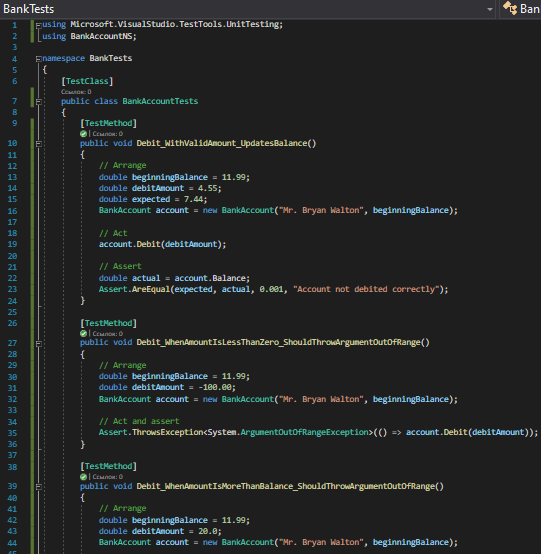 BankTests
Ban
1 using Microsoft.VisualStudio.TestTools.UnitTesting;
2 using BankAccountNS;
3
4 namespace BankTests
5 {
6 [TestClass]
Ссылок: 0
7 public class BankAccountTests
8 {
9 [TestMethod]
| Ссылок: 0
10 public void Debit_WithValidAmount_UpdatesBalance()
11 {
12 // Arrange
13 double beginningBalance = 11.99;
14 double debitAmount = 4.55;
15 double expected = 7.44;
16 BankAccount account = new BankAccount("Mr. Bryan Walton", beginningBalance);
17
18 // Act
19 account.Debit(debitAmount);
20
21 // Assert
22 double actual = account.Balance;
23 Assert.AreEqual(expected, actual, 0.001, "Account not debited correctly");
24 }
25
26 [TestMethod]
| Ссылок: 0
27 public void Debit_WhenAmountIsLessThanZero_ShouldThrowArgumentOutOfRange()
28 {
29 // Arrange
30 double beginningBalance = 11.99;
31 double debitAmount = -100.00;
32 BankAccount account = new BankAccount("Mr. Bryan Walton", beginningBalance);
33
34 // Act and assert
35 Assert.ThrowsException<System.ArgumentOutOfRangeException>(() => account.Debit(debitAmount));
36 }
37
38 [TestMethod]
| Ссылок: 0
39 public void Debit_WhenAmountIsMoreThanBalance_ShouldThrowArgumentOutOfRange()
40 {
41 // Arrange
42 double beginningBalance = 11.99;
43 double debitAmount = 20.0;
44 BankAccount account = new BankAccount("Mr. Bryan Walton", beginningBalance);